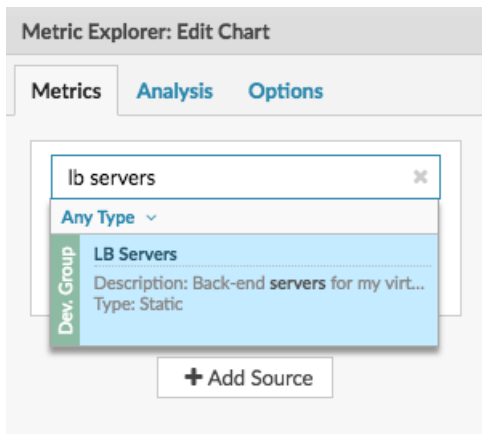 Metric Explorer: Edit Chart
Metrics Analysis Options
lb servers
Any Type
Dev. Group
LB Servers
Description: Back-end servers for my virt...
Type: Static
+ Add Source